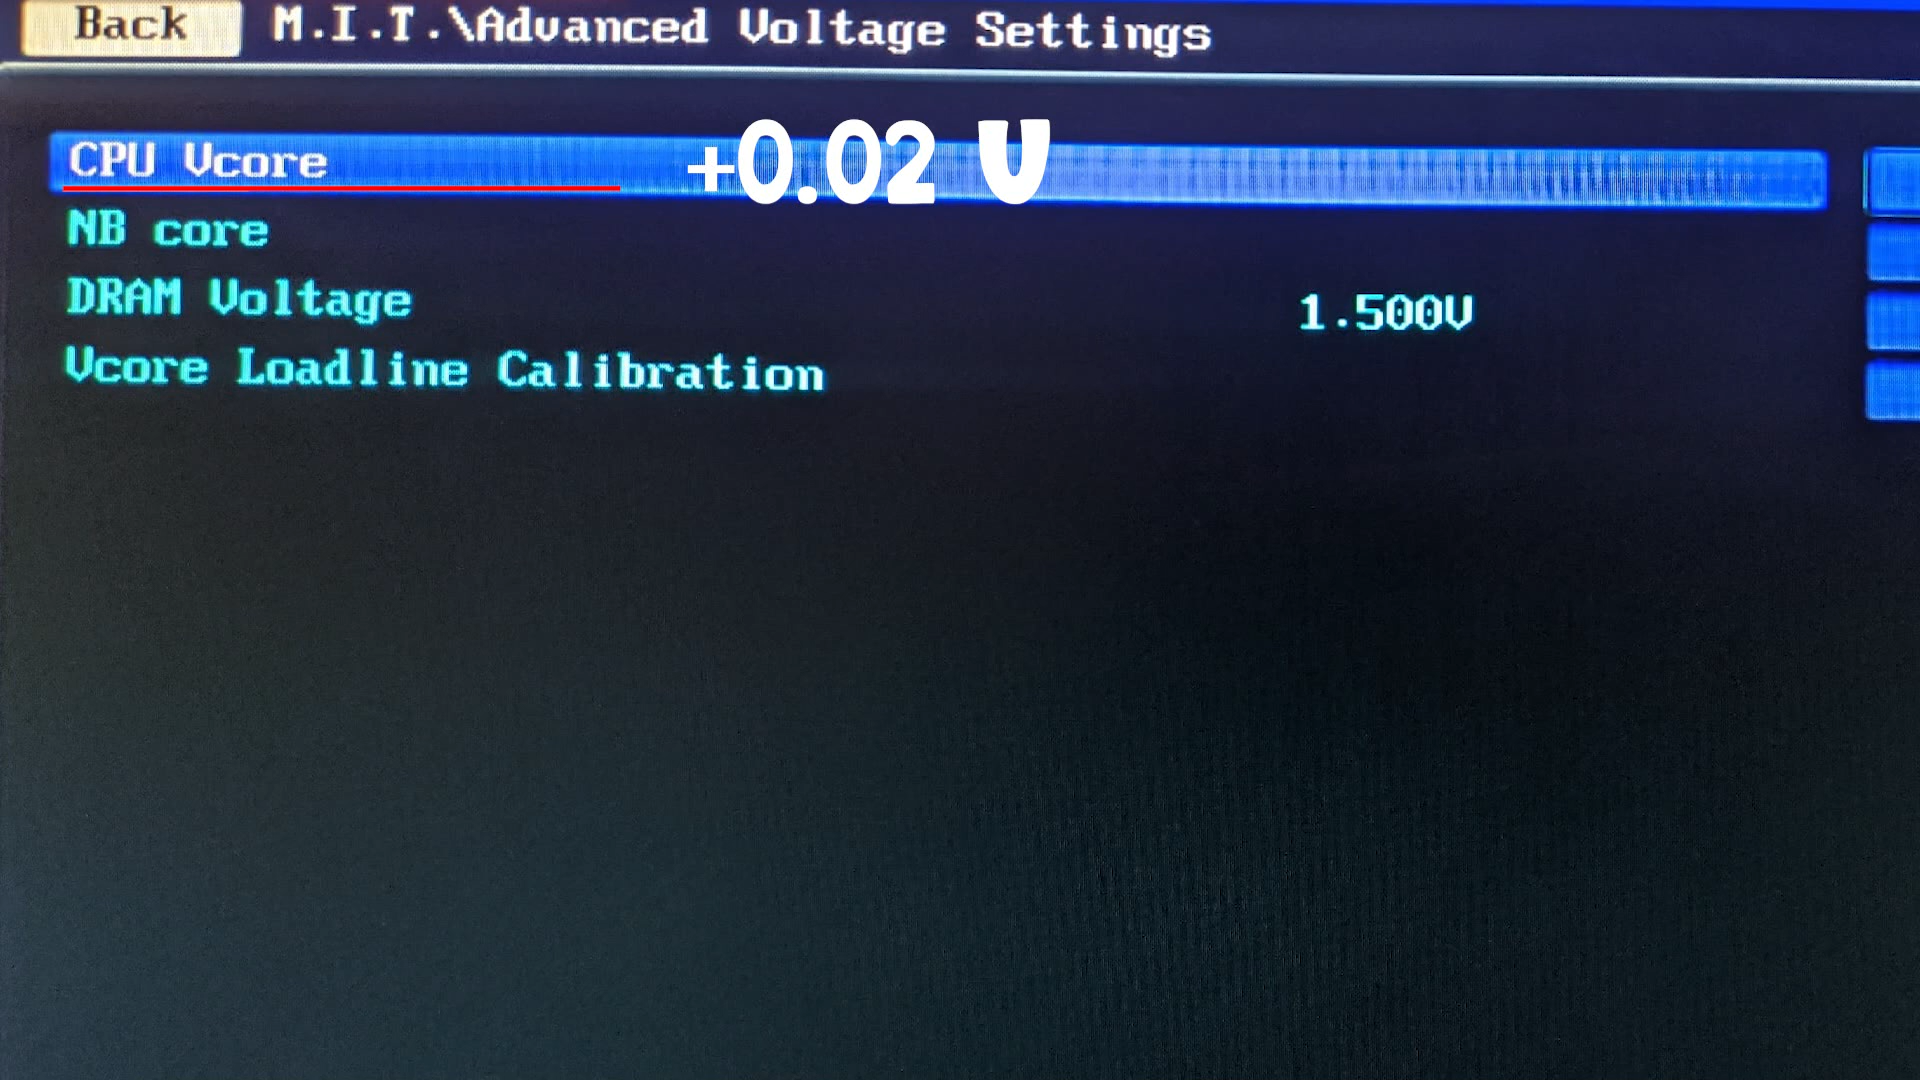 Back M.I.T.\Advanced Voltage Settings
CPU Vcore +0.02 V
NB core
DRAM Voltage 1.500V
Vcore Loadline Calibration